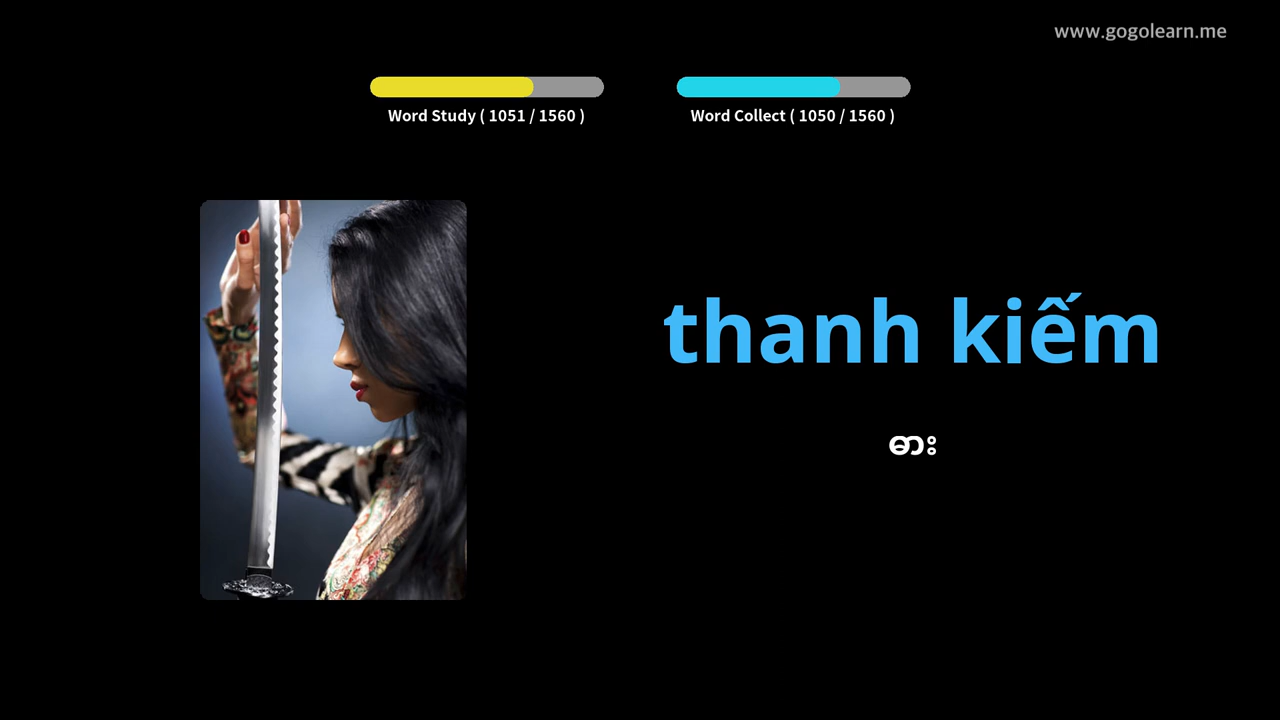 www.gogolearn.me
Word Study ( 1051 / 1560 )
Word Collect ( 1050 / 1560 )
thanh kiếm
ဓား